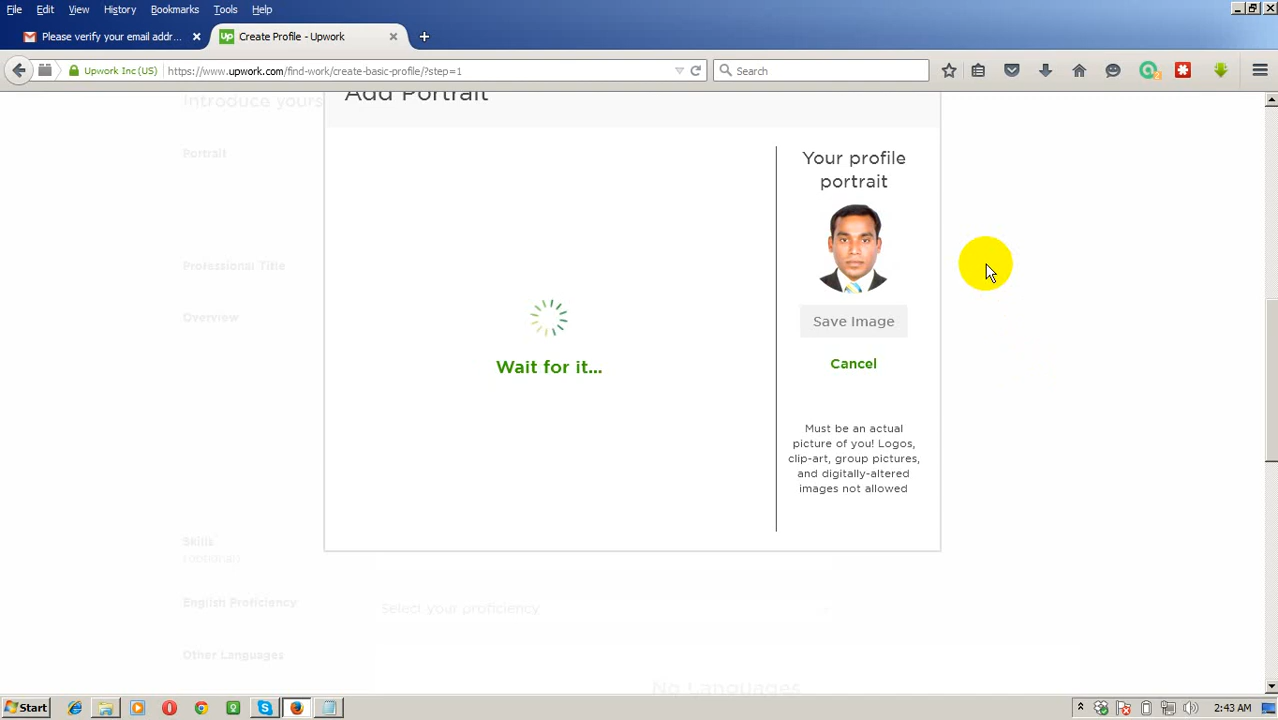 File Edit View History Bookmarks Tools Help
Please verify your email addr...
Up Create Profile - Upwork
Upwork Inc (US) https://www.upwork.com/find-work/create-basic-profile/?step=1
Search
Introduce yours
Add Portrait
Portrait
Your profile
portrait
Professional Title
Overview
Save Image
Wait for it...
Cancel
Must be an actual
picture of you! Logos,
clip-art, group pictures,
and digitally-altered
images not allowed
Skills
(optional)
English Proficiency
Select your proficiency
Other Languages
No Languages
Start
2:43 AM